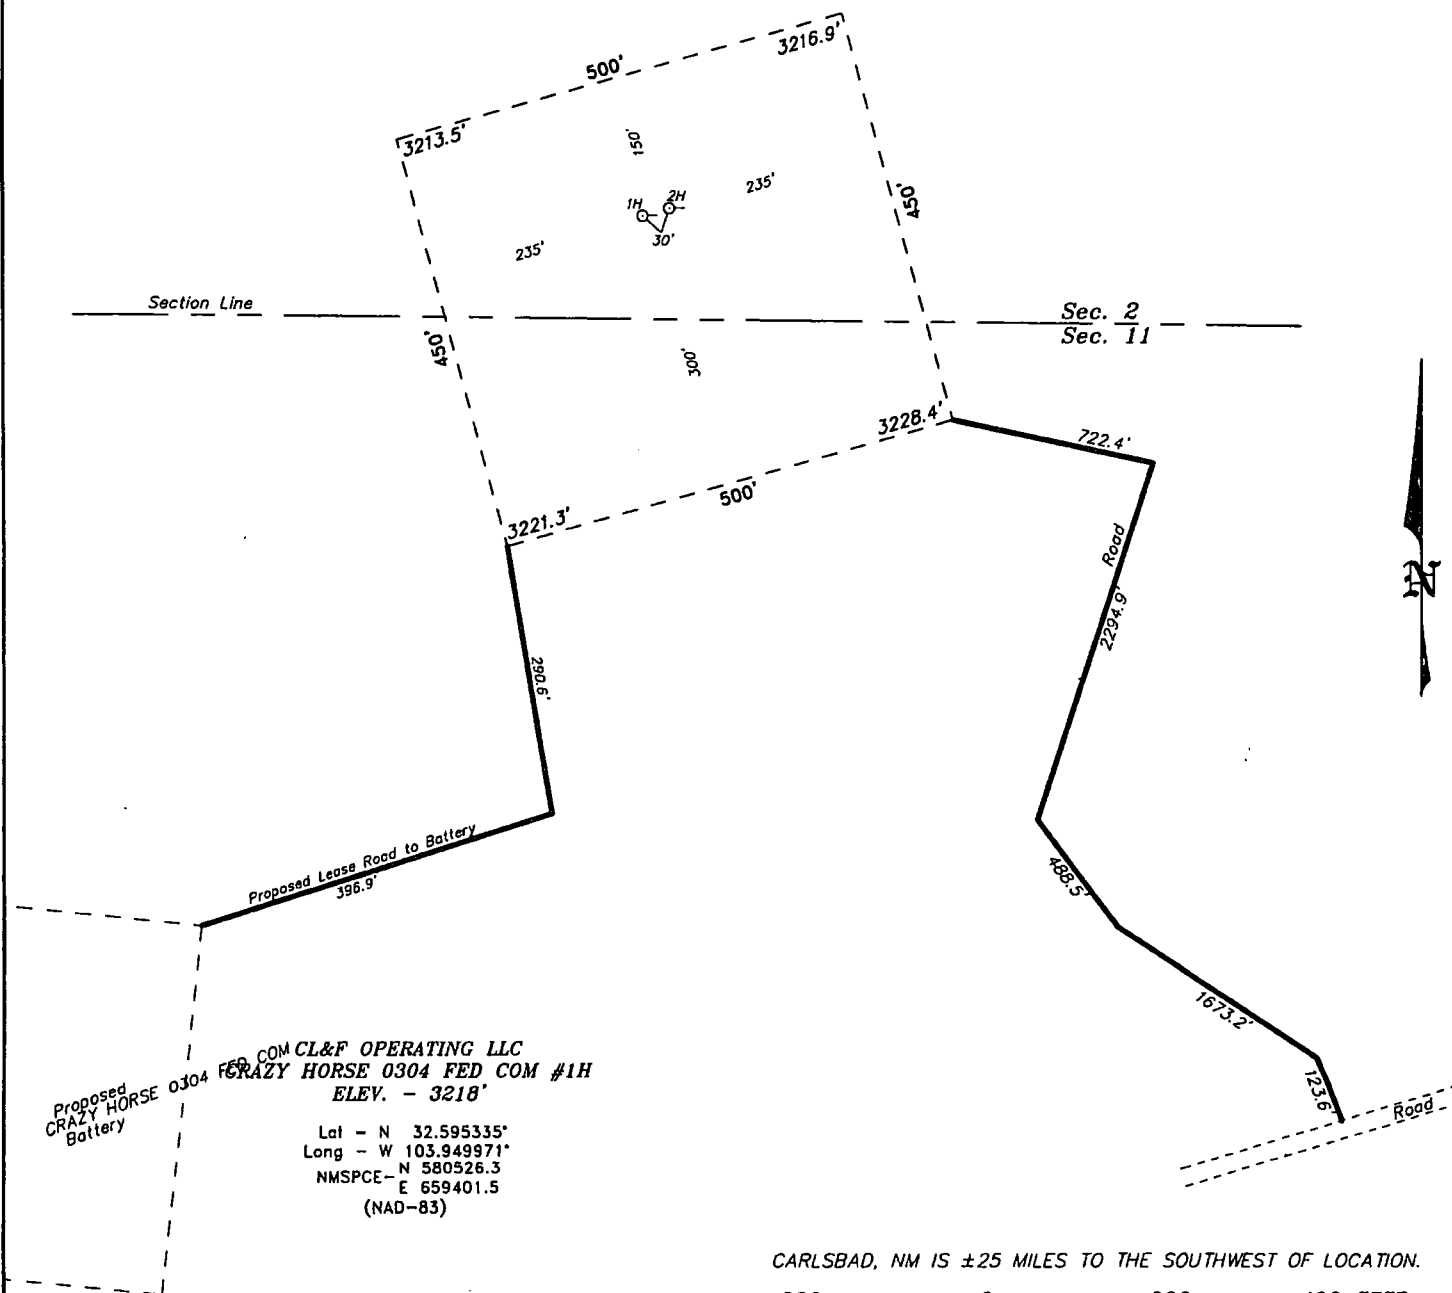 3216.9'
500'
3213.5'
150'
235'
450'
1H
2H
30'
235'
Section Line
Sec. 2
Sec. 11
450'
300'
3228.4'
722.4'
500'
3221.3'
Road
2294.9'
N
290.6'
Proposed Lease Road to Battery
396.9'
488.5'
1673.2'
123.6'
Road
Proposed
CRAZY HORSE 0304 FED COM
Battery
CL&F OPERATING LLC
CRAZY HORSE 0304 FED COM #1H
ELEV. - 3218'
Lat - N 32.595335°
Long - W 103.949971°
NMSPCE- N 580526.3
E 659401.5
(NAD-83)
CARLSBAD, NM IS ±25 MILES TO THE SOUTHWEST OF LOCATION.